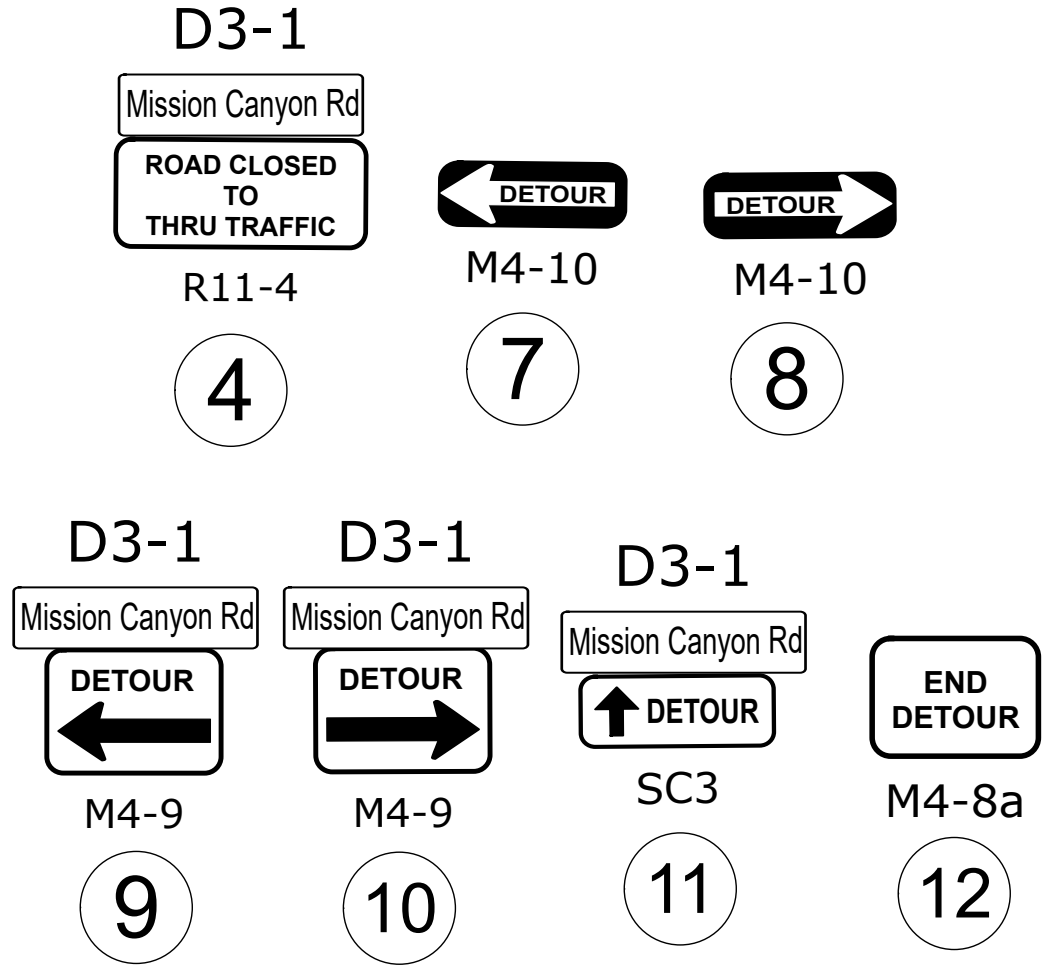 D3-1
Mission Canyon Rd
ROAD CLOSED
TO
THRU TRAFFIC
R11-4
4
DETOUR
M4-10
7
DETOUR
M4-10
8
D3-1
Mission Canyon Rd
DETOUR
M4-9
9
D3-1
Mission Canyon Rd
DETOUR
M4-9
10
D3-1
Mission Canyon Rd
DETOUR
SC3
11
END
DETOUR
M4-8a
12